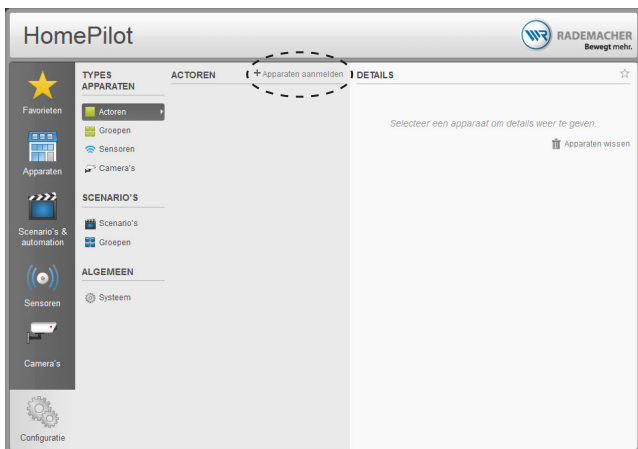 HomePilot
WR RADEMACHER
Bewegt mehr.
Favorieten
Apparaten
Scenario's &
automation
Sensoren
Camera's
Configuratie
TYPES
APPARATEN
Actoren
Groepen
Sensoren
Camera's
SCENARIO'S
Scenario's
Groepen
ALGEMEEN
Systeem
ACTOREN
+ Apparaten aanmelden
DETAILS
Selecteer een apparaat om details weer te geven.
Apparaten wissen